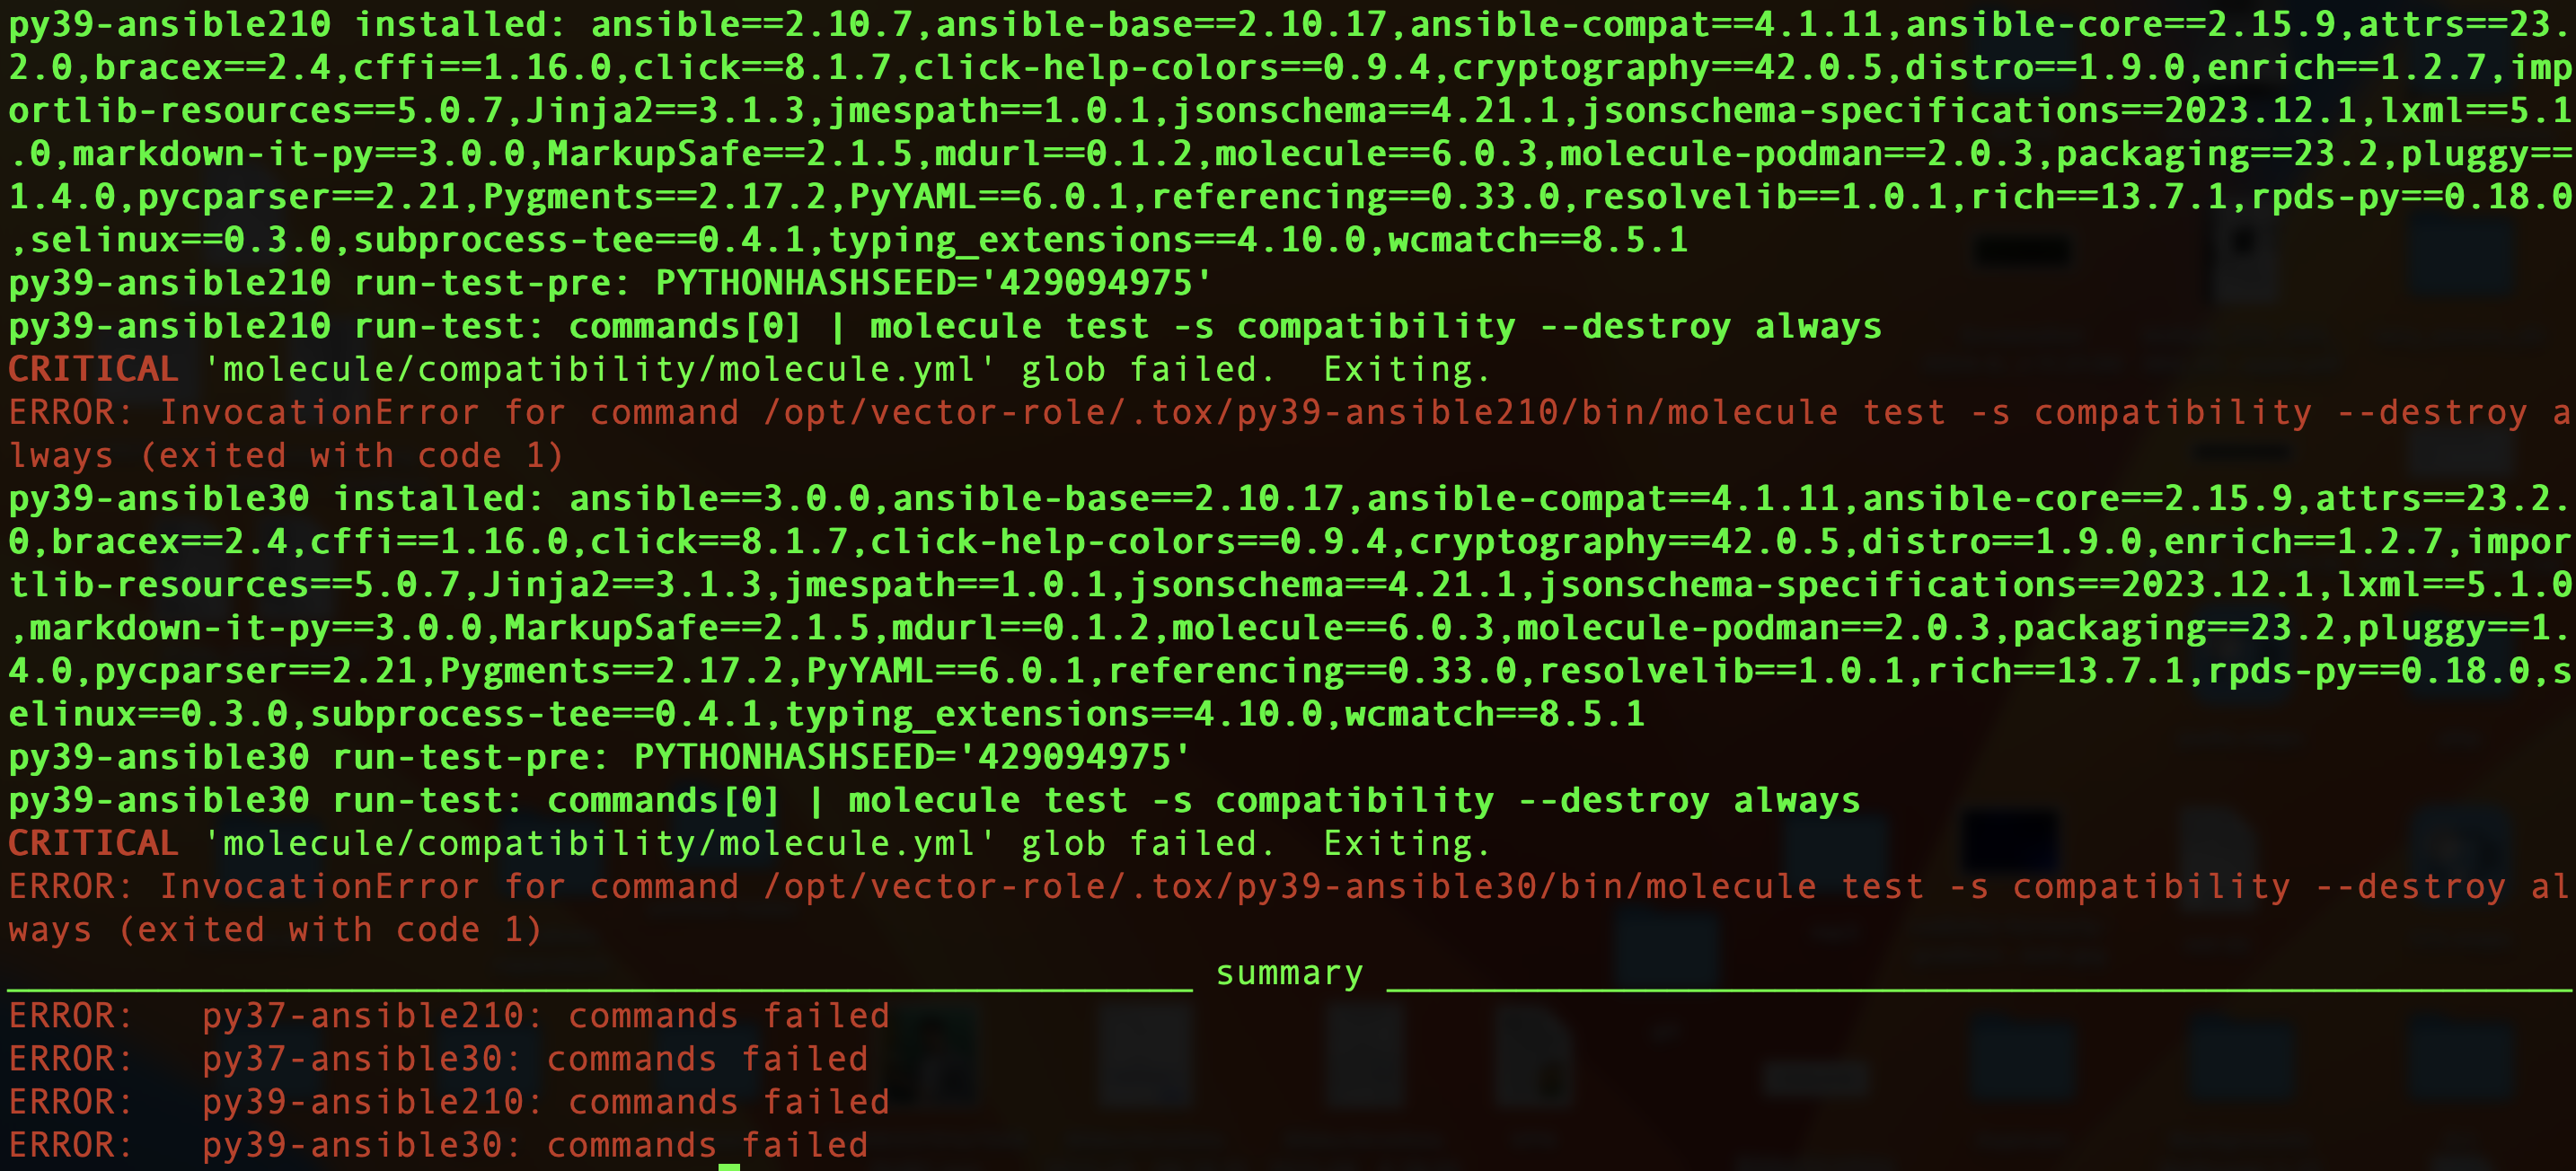 py39-ansible210 installed: ansible==2.10.7,ansible-base==2.10.17,ansible-compat==4.1.11,ansible-core==2.15.9,attrs==23.
2.0,bracex==2.4,cffi==1.16.0,click==8.1.7,click-help-colors==0.9.4,cryptography==42.0.5,distro==1.9.0,enrich==1.2.7,imp
ortlib-resources==5.0.7,Jinja2==3.1.3,jmespath==1.0.1,jsonschema==4.21.1,jsonschema-specifications==2023.12.1,lxml==5.1
.0,markdown-it-py==3.0.0,MarkupSafe==2.1.5,mdurl==0.1.2,molecule==6.0.3,molecule-podman==2.0.3,packaging==23.2,pluggy==
1.4.0,pycparser==2.21,Pygments==2.17.2,PyYAML==6.0.1,referencing==0.33.0,resolvelib==1.0.1,rich==13.7.1,rpds-py==0.18.0
,selinux==0.3.0,subprocess-tee==0.4.1,typing_extensions==4.10.0,wcmatch==8.5.1
py39-ansible210 run-test-pre: PYTHONHASHSEED='429094975'
py39-ansible210 run-test: commands[0] | molecule test -s compatibility --destroy always
CRITICAL 'molecule/compatibility/molecule.yml' glob failed.  Exiting.
ERROR: InvocationError for command /opt/vector-role/.tox/py39-ansible210/bin/molecule test -s compatibility --destroy a
lways (exited with code 1)
py39-ansible30 installed: ansible==3.0.0,ansible-base==2.10.17,ansible-compat==4.1.11,ansible-core==2.15.9,attrs==23.2.
0,bracex==2.4,cffi==1.16.0,click==8.1.7,click-help-colors==0.9.4,cryptography==42.0.5,distro==1.9.0,enrich==1.2.7,impor
tlib-resources==5.0.7,Jinja2==3.1.3,jmespath==1.0.1,jsonschema==4.21.1,jsonschema-specifications==2023.12.1,lxml==5.1.0
,markdown-it-py==3.0.0,MarkupSafe==2.1.5,mdurl==0.1.2,molecule==6.0.3,molecule-podman==2.0.3,packaging==23.2,pluggy==1.
4.0,pycparser==2.21,Pygments==2.17.2,PyYAML==6.0.1,referencing==0.33.0,resolvelib==1.0.1,rich==13.7.1,rpds-py==0.18.0,s
elinux==0.3.0,subprocess-tee==0.4.1,typing_extensions==4.10.0,wcmatch==8.5.1
py39-ansible30 run-test-pre: PYTHONHASHSEED='429094975'
py39-ansible30 run-test: commands[0] | molecule test -s compatibility --destroy always
CRITICAL 'molecule/compatibility/molecule.yml' glob failed.  Exiting.
ERROR: InvocationError for command /opt/vector-role/.tox/py39-ansible30/bin/molecule test -s compatibility --destroy al
ways (exited with code 1)
summary
ERROR:   py37-ansible210: commands failed
ERROR:   py37-ansible30: commands failed
ERROR:   py39-ansible210: commands failed
ERROR:   py39-ansible30: commands failed